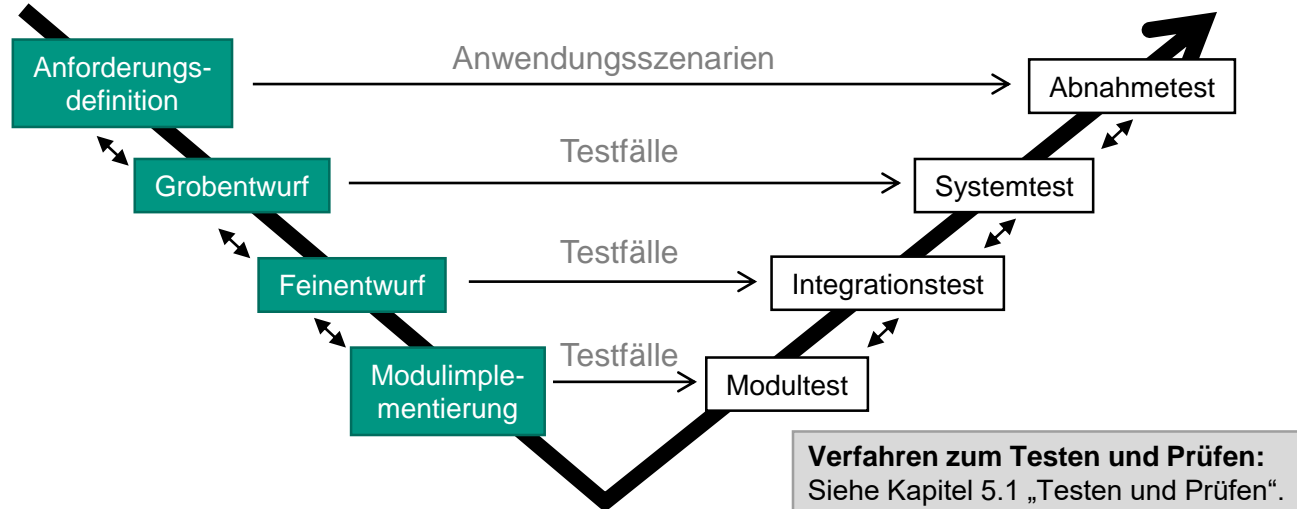 Anforderungs-
definition
Anwendungsszenarien
Abnahmetest
Grobentwurf
Testfälle
Systemtest
Feinentwurf
Testfälle
Integrationstest
Modulimple-
mentierung
Testfälle
Modultest
Verfahren zum Testen und Prüfen:
Siehe Kapitel 5.1 „Testen und Prüfen“.